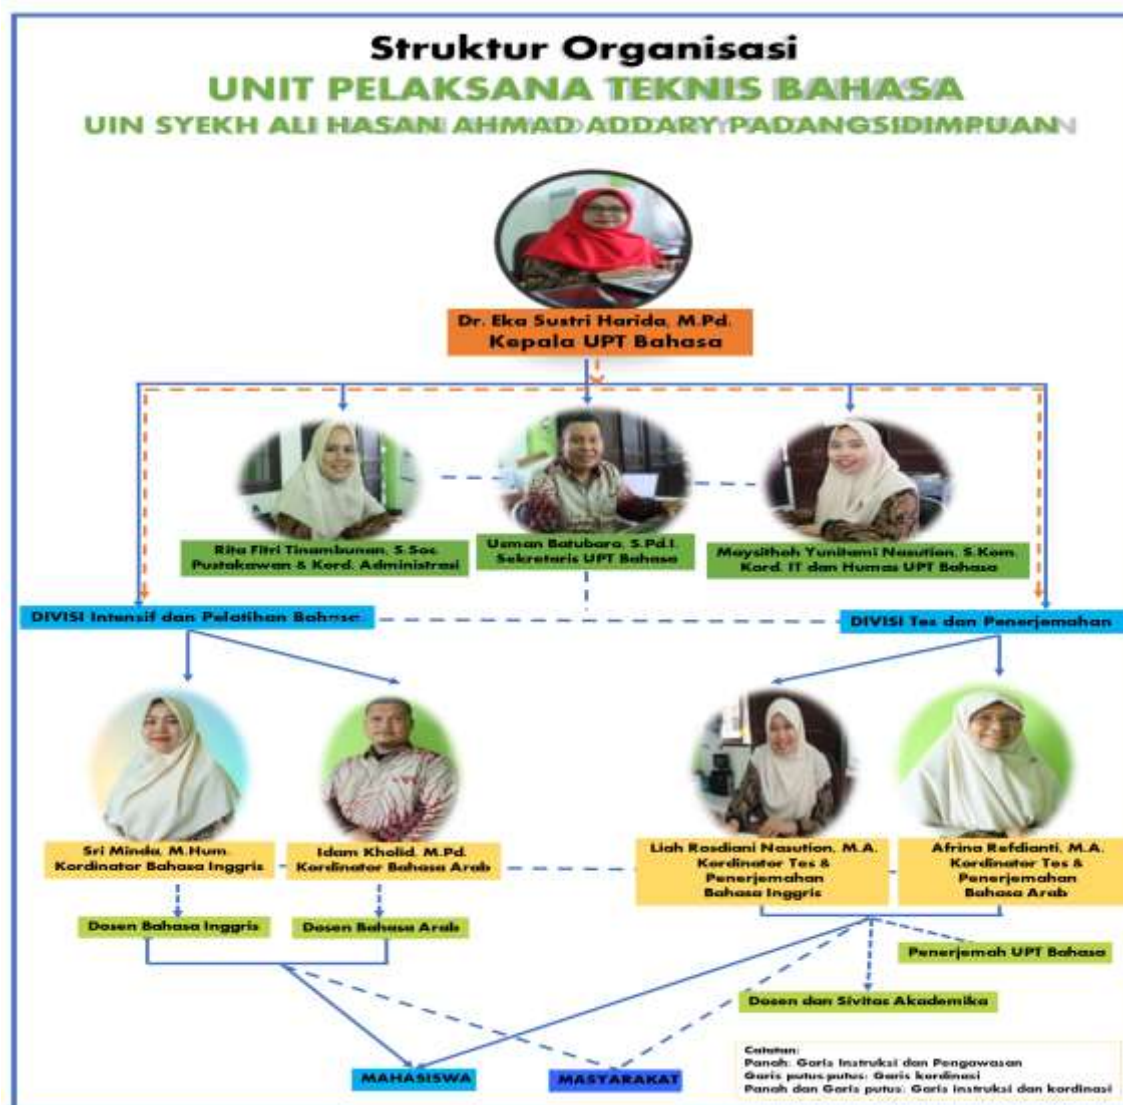 Struktur Organisasi
UNIT PELAKSANA TEKNIS BAHASA
UIN SYEKH ALI HASAN AHMAD ADDARY PADANGSIDIMPUAN
Dr. Eka Sustri Harida, M.Pd.
Kepala UPT Bahasa
Rita Fitri Tinambunan, S.Sos.
Pustakawan & Kord. Administrasi
Usman Batubara, S.Pd.I.
Sekretaris UPT Bahasa
Maysithoh Yunitami Nasution, S.Kom.
Kord. IT dan Humas UPT Bahasa
DIVISI Intensif dan Pelatihan Bahasa
DIVISI Tes dan Penerjemahan
Sri Minda, M.Hum.
Kordinator Bahasa Inggris
Idam Kholid, M.Pd.
Kordinator Bahasa Arab
Liah Rosdiani Nasution, M.A.
Kordinator Tes &
Penerjemahan
Bahasa Inggris
Afrina Refdianti, M.A.
Kordinator Tes &
Penerjemahan
Bahasa Arab
Dosen Bahasa Inggris
Dosen Bahasa Arab
Penerjemah UPT Bahasa
Dosen dan Sivitas Akademika
MAHASISWA
MASYARAKAT
Catatan:
Panah: Garis Instruksi dan Pengawasan
Garis putus putus: Garis kordinasi
Panah dan Garis putus: Garis instruksi dan kordinasi